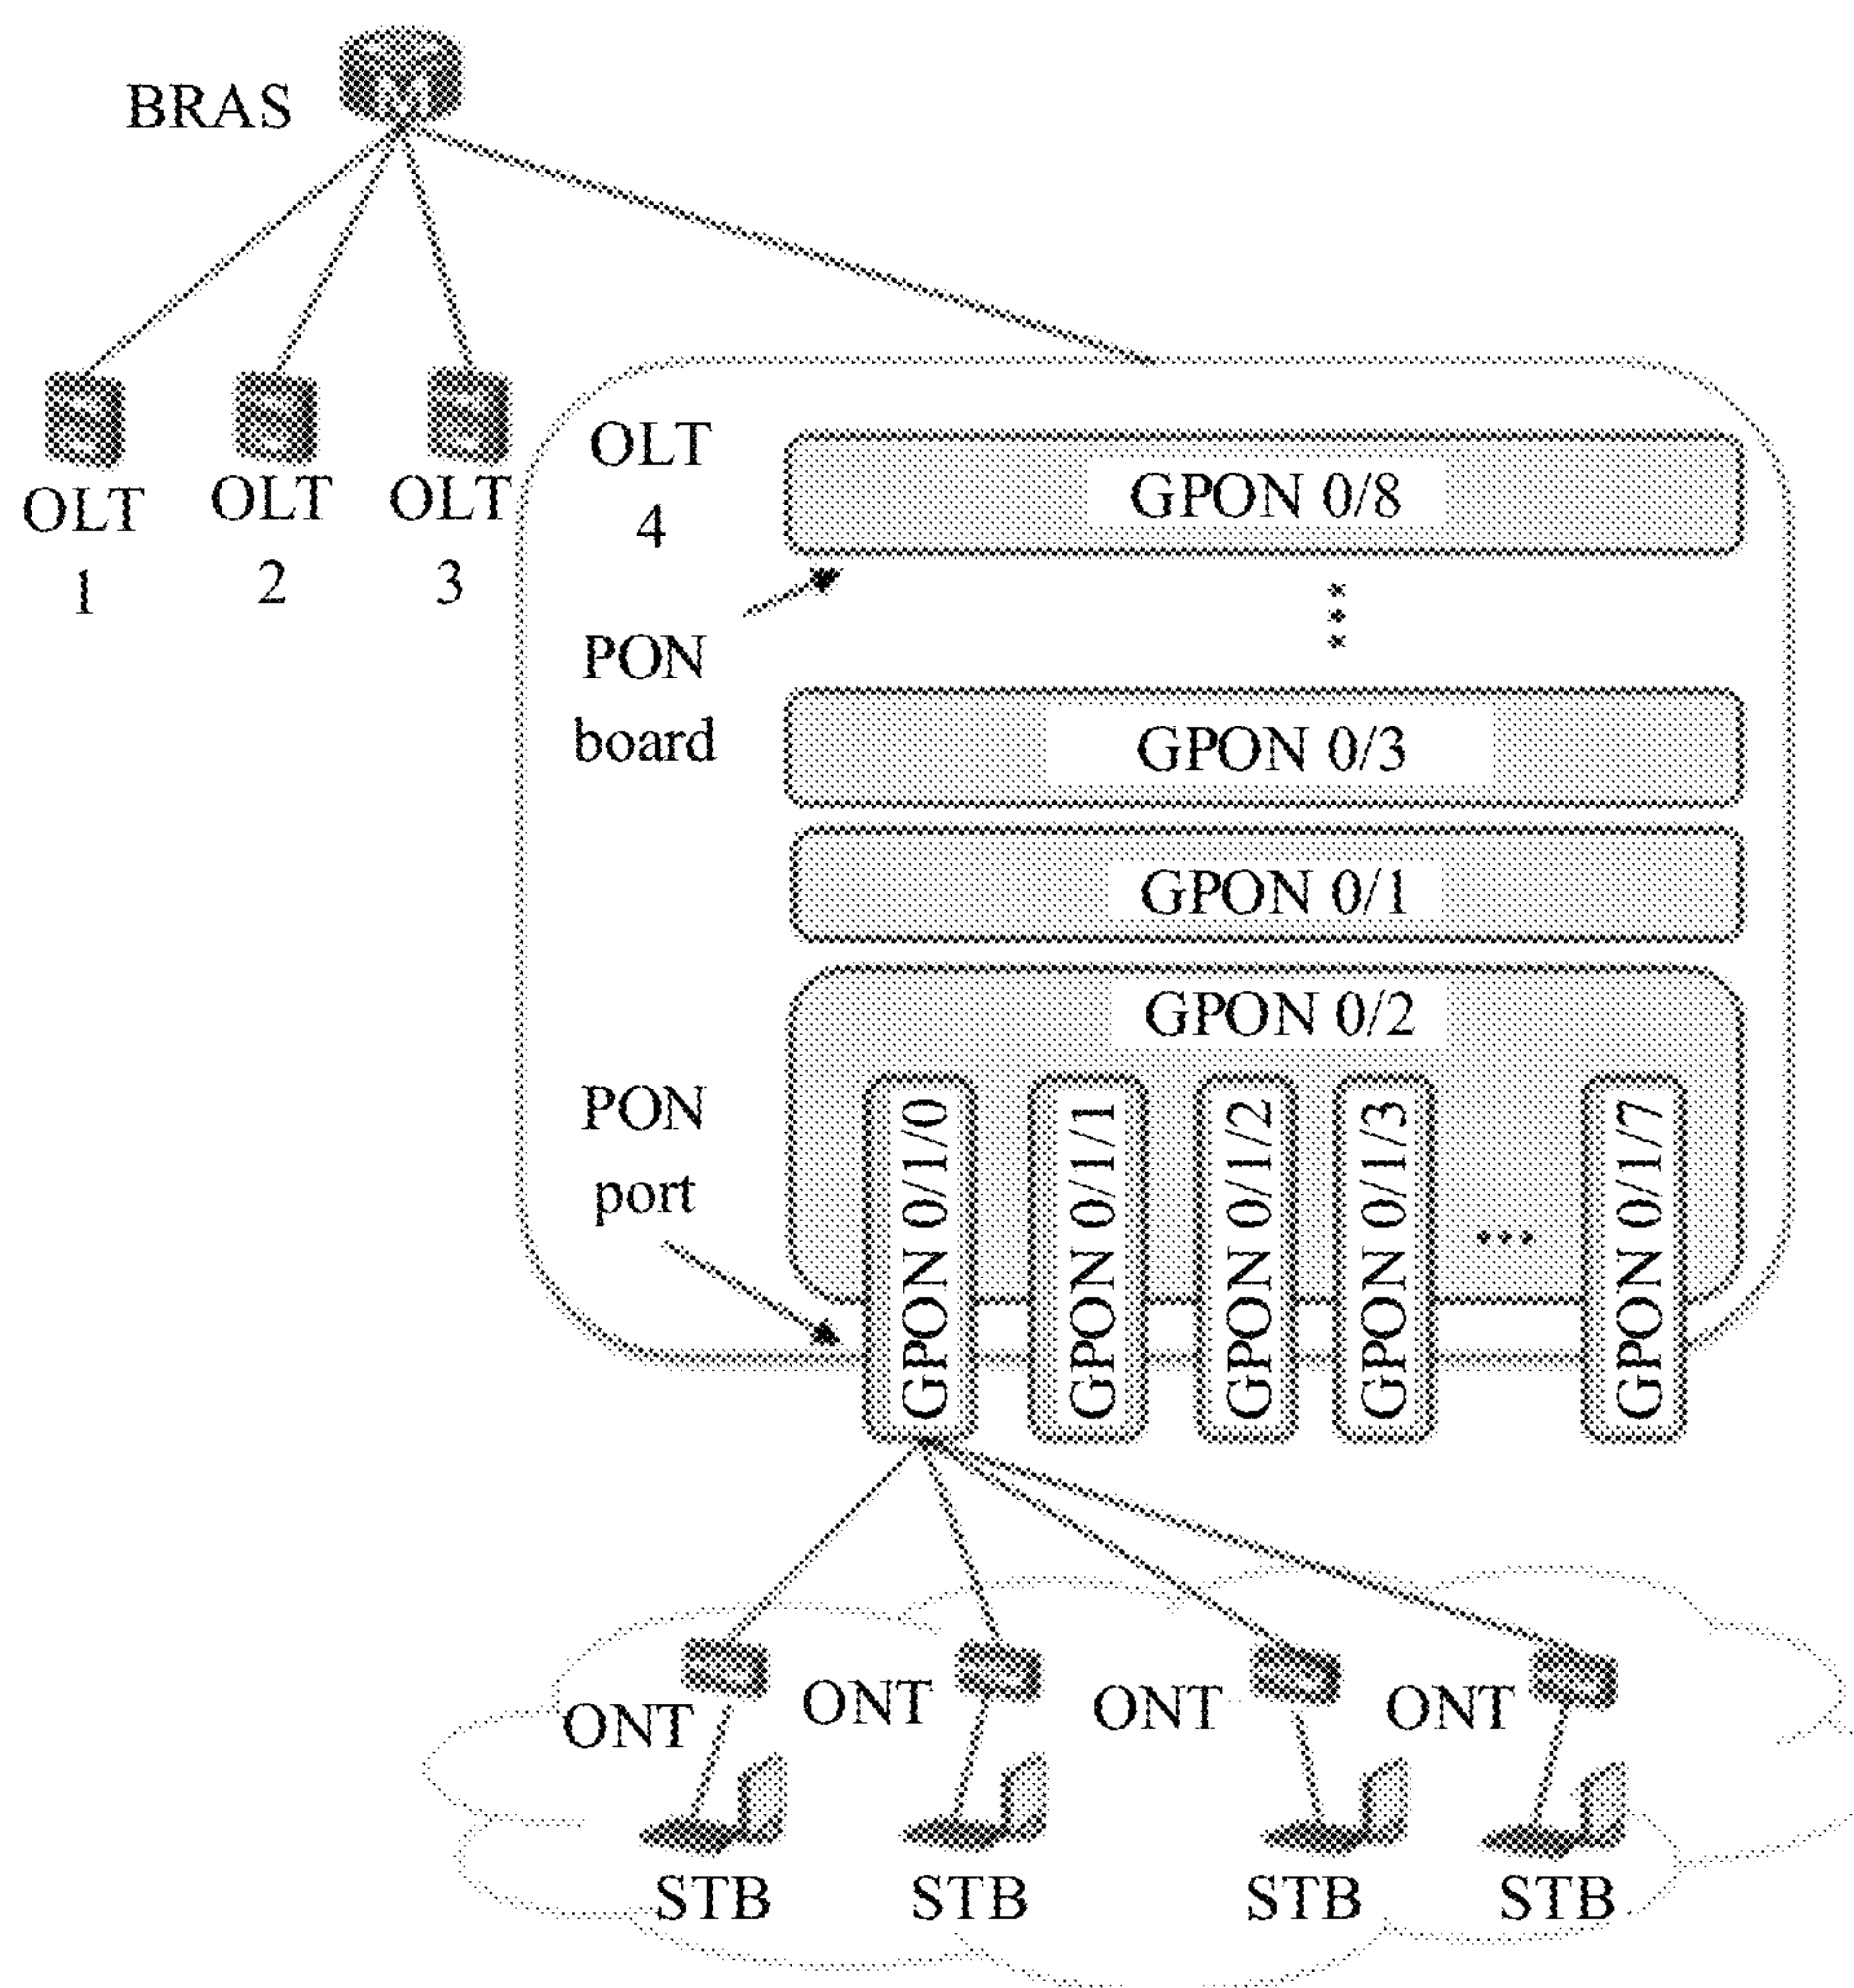 BRAS
OLT
1
OLT
2
OLT
3
OLT
4
GPON 0/8
PON
board
GPON 0/3
GPON 0/1
GPON 0/2
PON
port
GPON 0/1/0
GPON 0/1/1
GPON 0/1/2
GPON 0/1/3
...
GPON 0/1/7
ONT
ONT
ONT
ONT
STB
STB
STB
STB